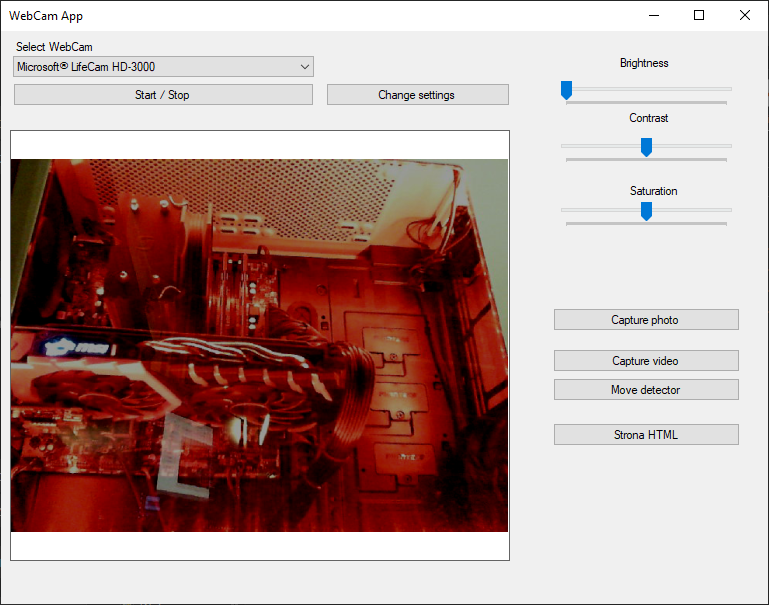 WebCam App
Select WebCam
Microsoft® LifeCam HD-3000
Start / Stop
Change settings
Brightness
Contrast
Saturation
Capture photo
Capture video
Move detector
Strona HTML